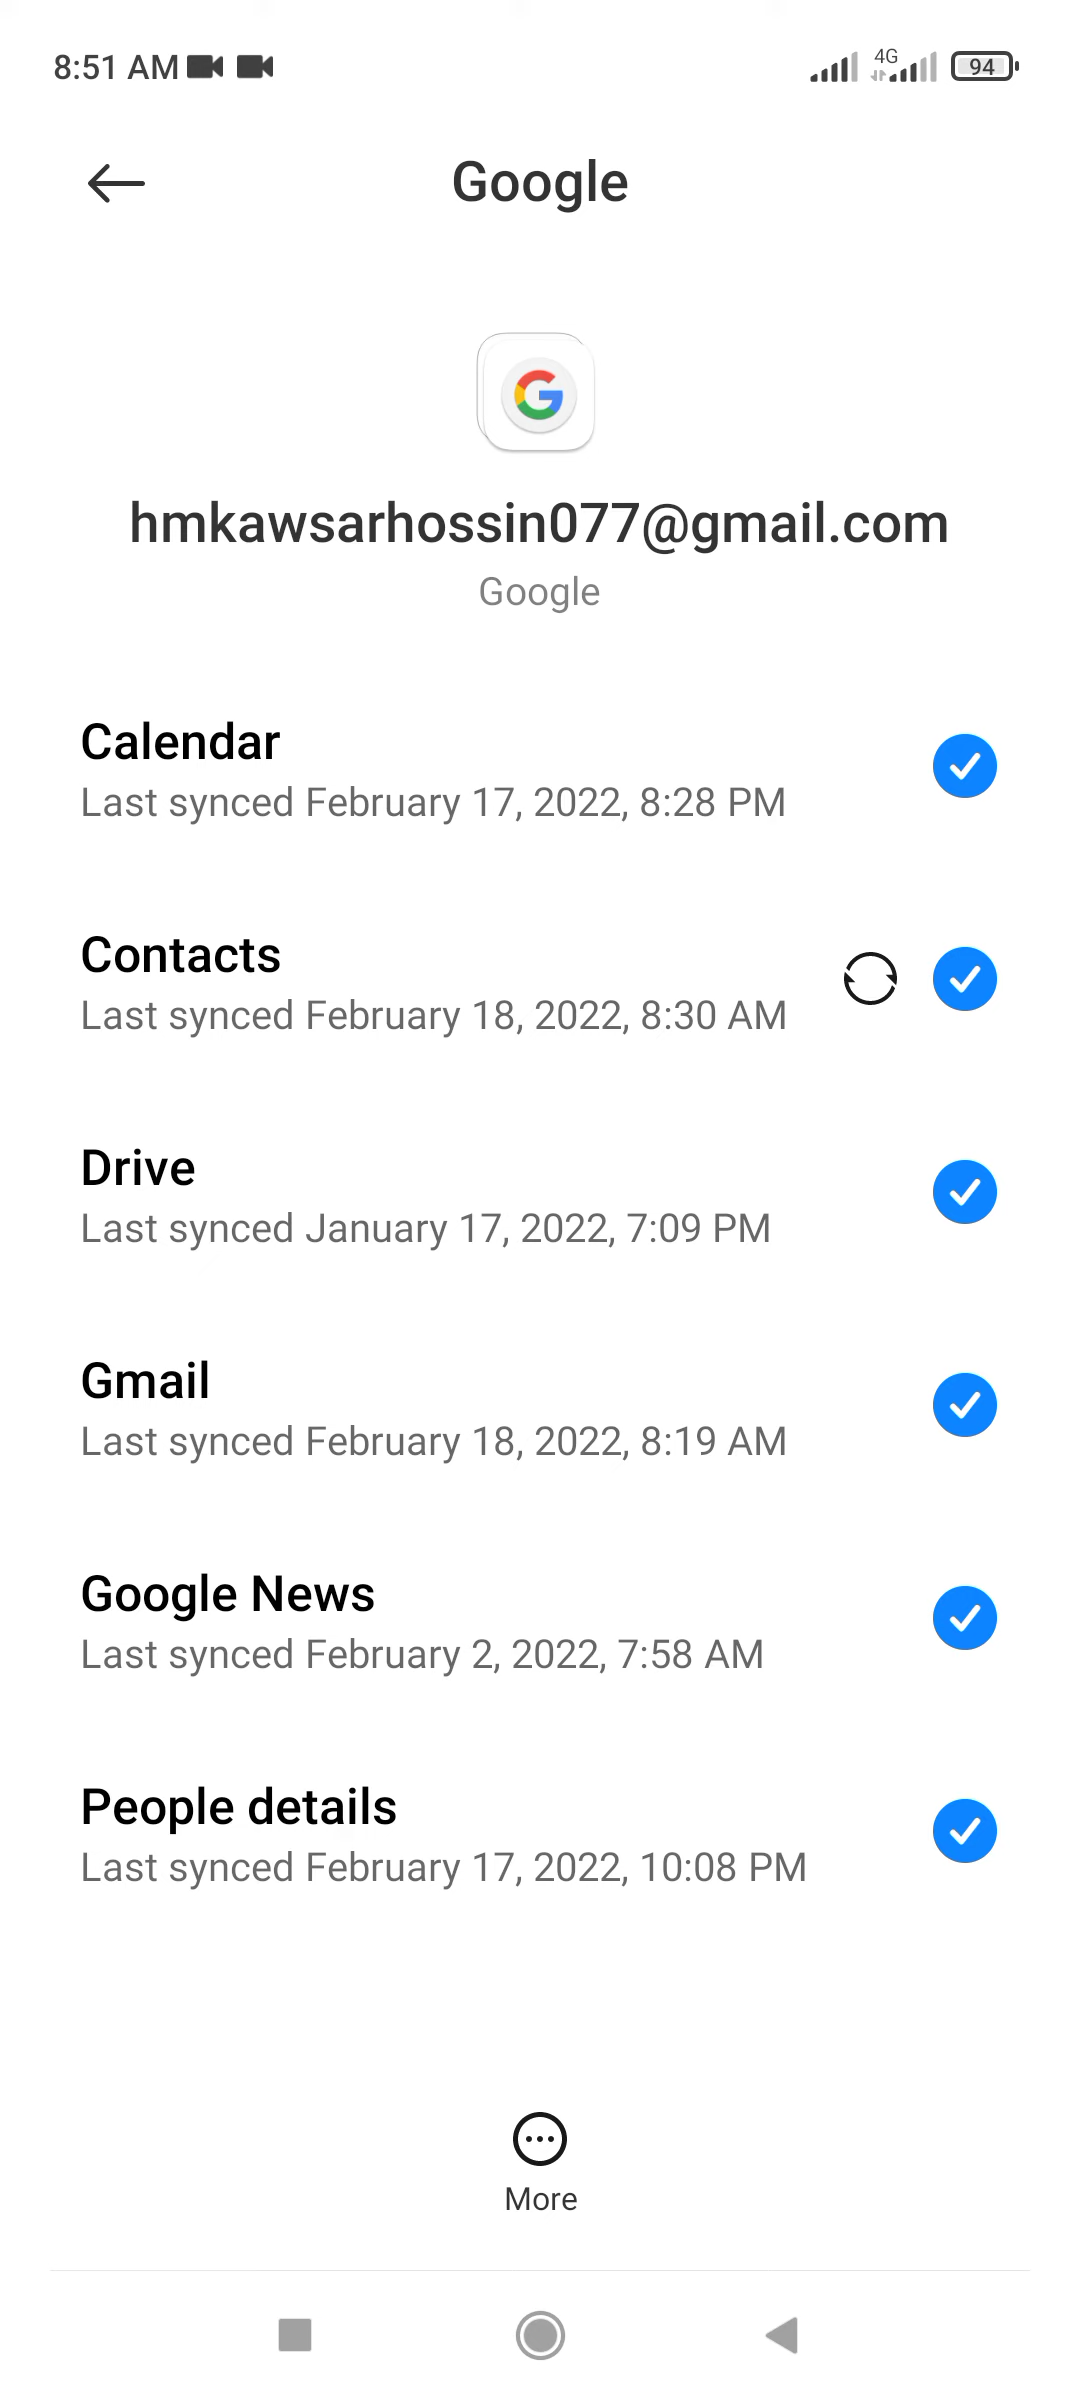 8:51 AM 4G 94
Google
hmkawsarhossin077@gmail.com
Google
Calendar
Last synced February 17, 2022, 8:28 PM
Contacts
Last synced February 18, 2022, 8:30 AM
Drive
Last synced January 17, 2022, 7:09 PM
Gmail
Last synced February 18, 2022, 8:19 AM
Google News
Last synced February 2, 2022, 7:58 AM
People details
Last synced February 17, 2022, 10:08 PM
More